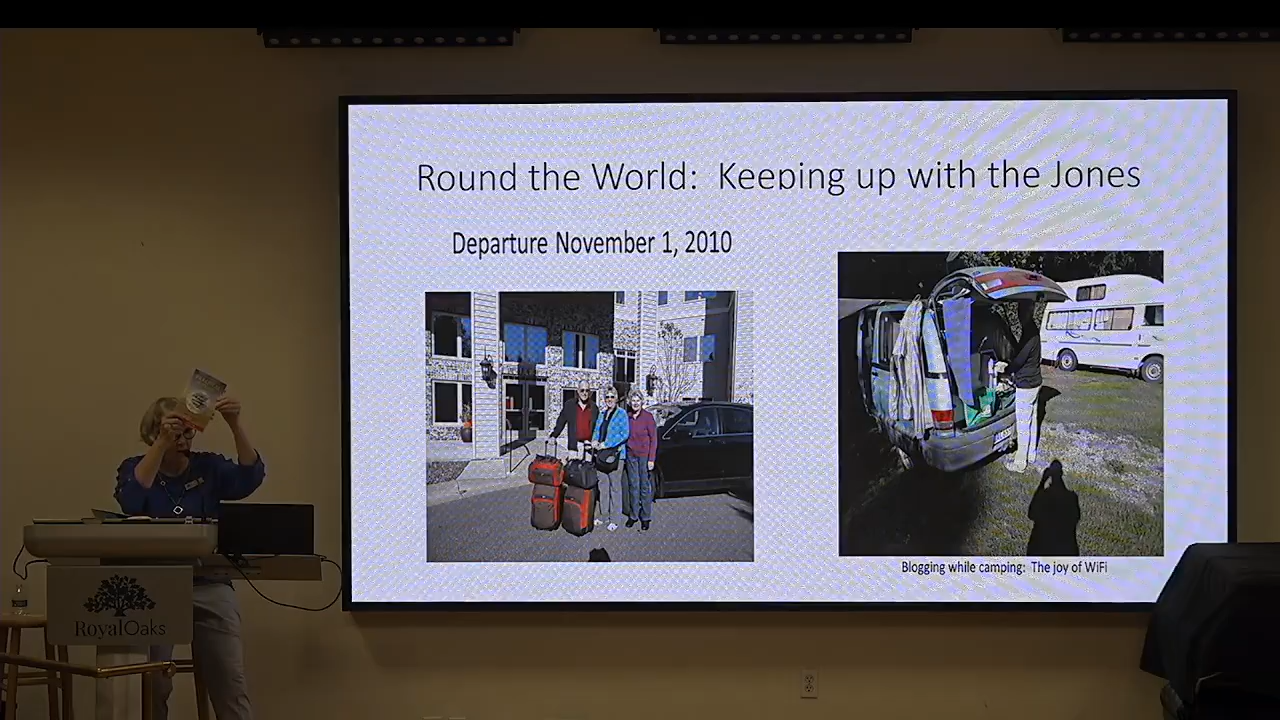 Round the World: Keeping up with the Jones
Departure November 1, 2010
Blogging while camping: The joy of WiFi
RoyalOaks